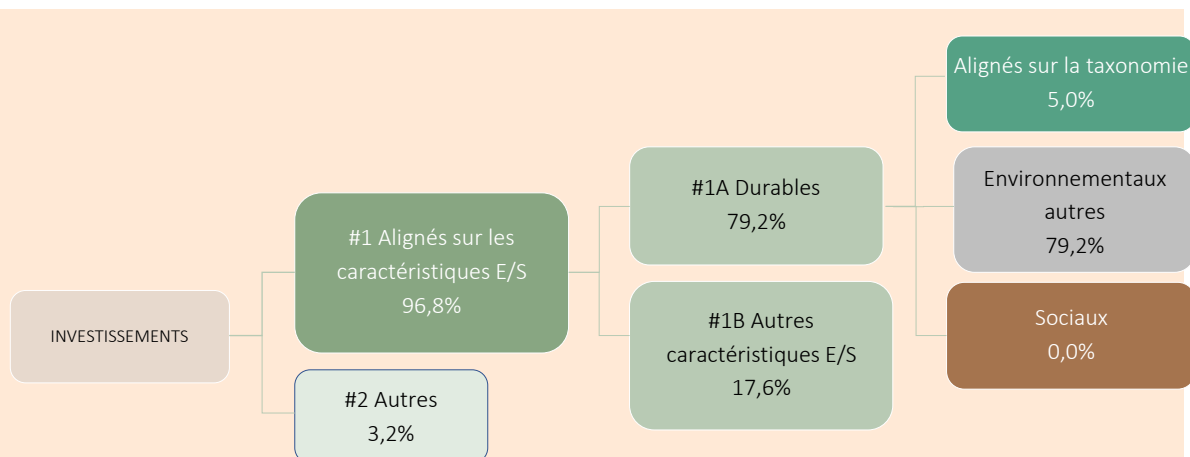 INVESTISSEMENTS
#1 Alignés sur les
caractéristiques E/S
96,8%
#2 Autres
3,2%
#1A Durables
79,2%
#1B Autres
caractéristiques E/S
17,6%
Alignés sur la taxonomie
5,0%
Environnementaux
autres
79,2%
Sociaux
0,0%